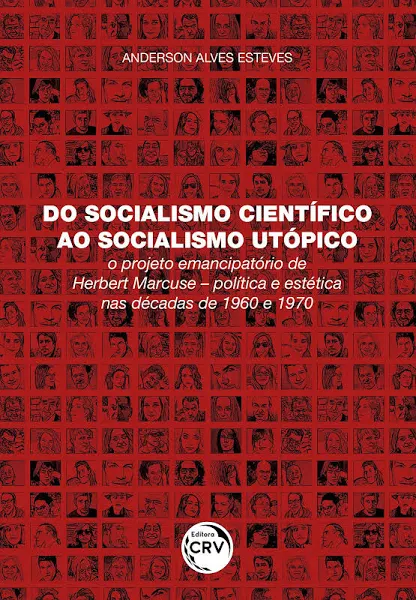 ANDERSON ALVES ESTEVES
DO SOCIALISMO CIENTÍFICO
AO SOCIALISMO UTÓPICO
o projeto emancipatório de
Herbert Marcuse – política e estética
nas décadas de 1960 e 1970
Editora
CRV